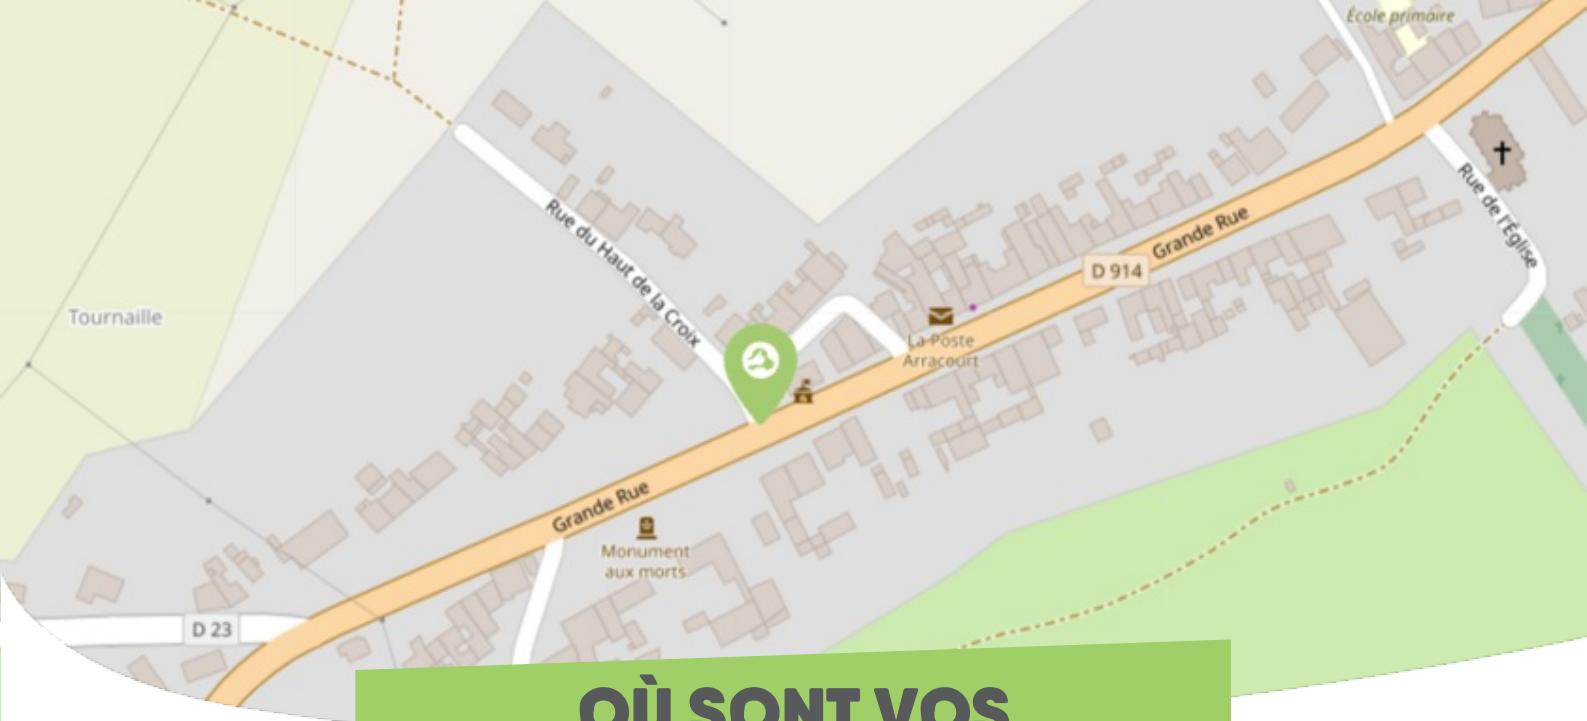 École primaire
Rue du Haut de la Croix
Grande Rue
D 914
Rue de l'Église
Tournaille
La Poste
Arracourt
Grande Rue
Monument
aux morts
D 23
OÙ SONT VOS